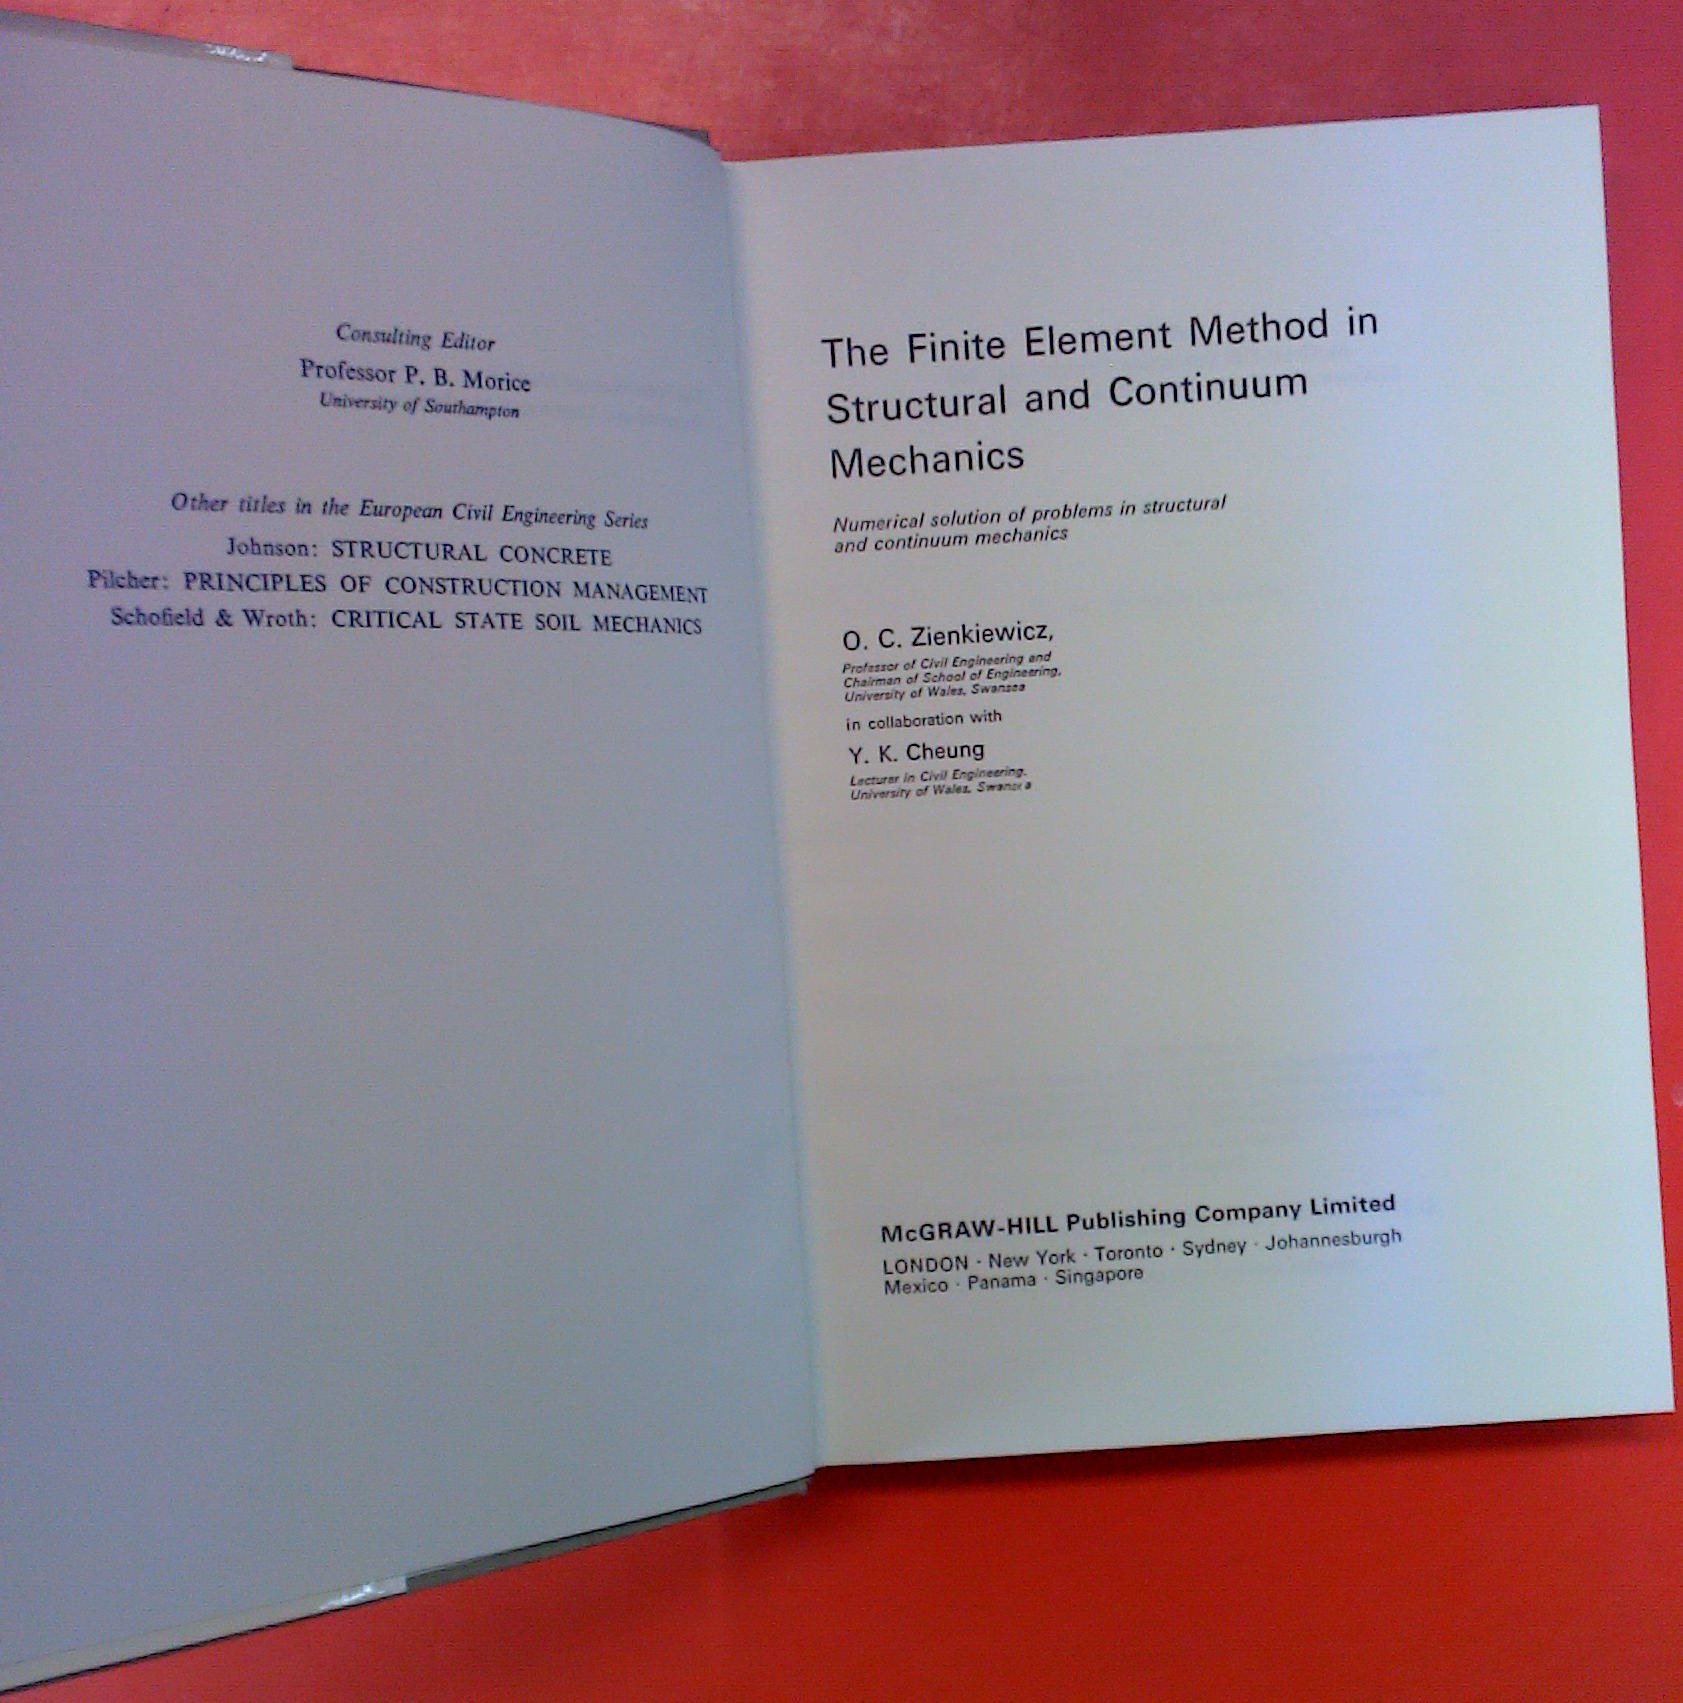 Consulting Editor
Professor P. B. Morice
University of Southampton
Other titles in the European Civil Engineering Series
Johnson: STRUCTURAL CONCRETE
Pilcher: PRINCIPLES OF CONSTRUCTION MANAGEMENT
Schofield & Wroth: CRITICAL STATE SOIL MECHANICS
The Finite Element Method in
Structural and Continuum
Mechanics
Numerical solution of problems in structural
and continuum mechanics
O. C. Zienkiewicz,
Professor of Civil Engineering and
Chairman of School of Engineering,
University of Wales, Swansea
in collaboration with
Y. K. Cheung
Lecturer in Civil Engineering,
University of Wales, Swansea
McGRAW-HILL Publishing Company Limited
LONDON · New York · Toronto · Sydney · Johannesburgh
Mexico · Panama · Singapore